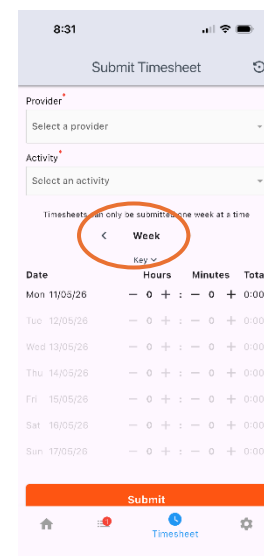 8:31
Submit Timesheet
Provider*
Select a provider
Activity*
Select an activity
Timesheets can only be submitted one week at a time
< Week
Key
Date Hours Minutes Tota
Mon 11/05/26 — 0 + : — 0 + 0:00
Tue 12/05/26 — 0 + : — 0 + 0:00
Wed 13/05/26 — 0 + : — 0 + 0:00
Thu 14/05/26 — 0 + : — 0 + 0:00
Fri 15/05/26 — 0 + : — 0 + 0:00
Sat 16/05/26 — 0 + : — 0 + 0:00
Sun 17/05/26 — 0 + : — 0 + 0:00
Submit
1
Timesheet